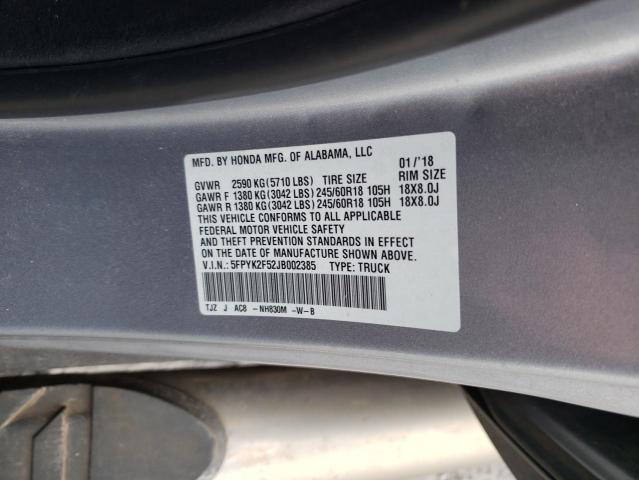 MFD. BY HONDA MFG. OF ALABAMA, LLC 01/'18
GVWR 2590 KG(5710 LBS) TIRE SIZE RIM SIZE
GAWR F 1380 KG(3042 LBS) 245/60R18 105H 18X8.0J
GAWR R 1380 KG(3042 LBS) 245/60R18 105H 18X8.0J
THIS VEHICLE CONFORMS TO ALL APPLICABLE
FEDERAL MOTOR VEHICLE SAFETY
AND THEFT PREVENTION STANDARDS IN EFFECT
ON THE DATE OF MANUFACTURE SHOWN ABOVE.
V.I.N.: 5FPYK2F52JB002385 TYPE: TRUCK
TJZ J AC8 -NH830M -W-B